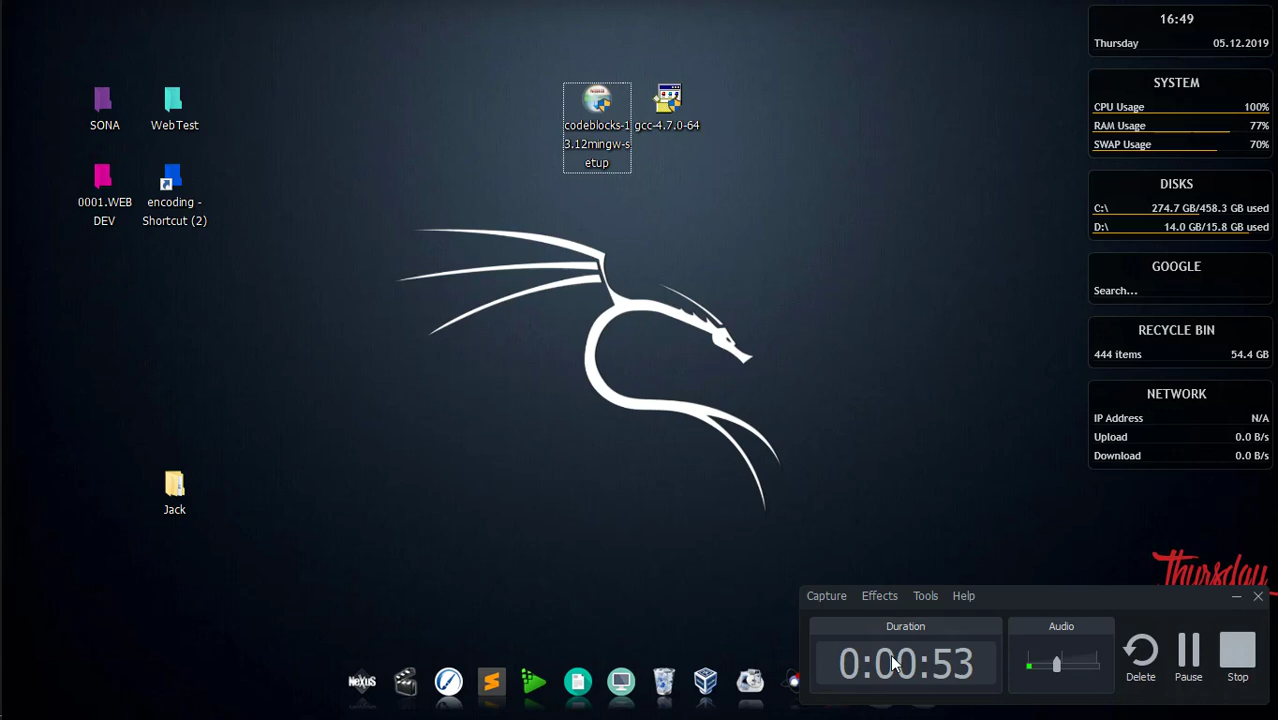 16:49
Thursday 05.12.2019
SYSTEM
CPU Usage 100%
RAM Usage 77%
SWAP Usage 70%
DISKS
C:\ 274.7 GB/458.3 GB used
D:\ 14.0 GB/15.8 GB used
GOOGLE
Search...
RECYCLE BIN
444 items 54.4 GB
NETWORK
IP Address N/A
Upload 0.0 B/s
Download 0.0 B/s
SONA
WebTest
0001.WEB
DEV
encoding -
Shortcut (2)
codeblocks-1
3.12mingw-s
etup
gcc-4.7.0-64
Jack
Thursday
Capture Effects Tools Help
Duration
0:00:53
Audio
Delete
Pause
Stop
NEXUS